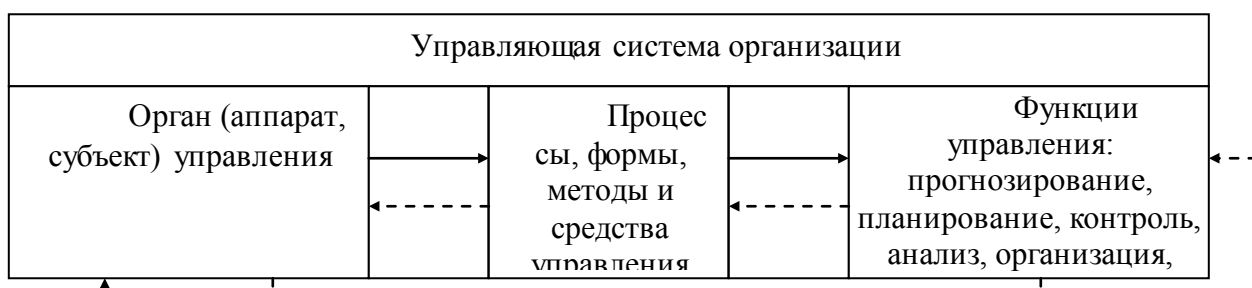 Управляющая система организации
Орган (аппарат,
субъект) управления
Процес
сы, формы,
методы и
средства
управления
Функции
управления:
прогнозирование,
планирование, контроль,
анализ, организация,